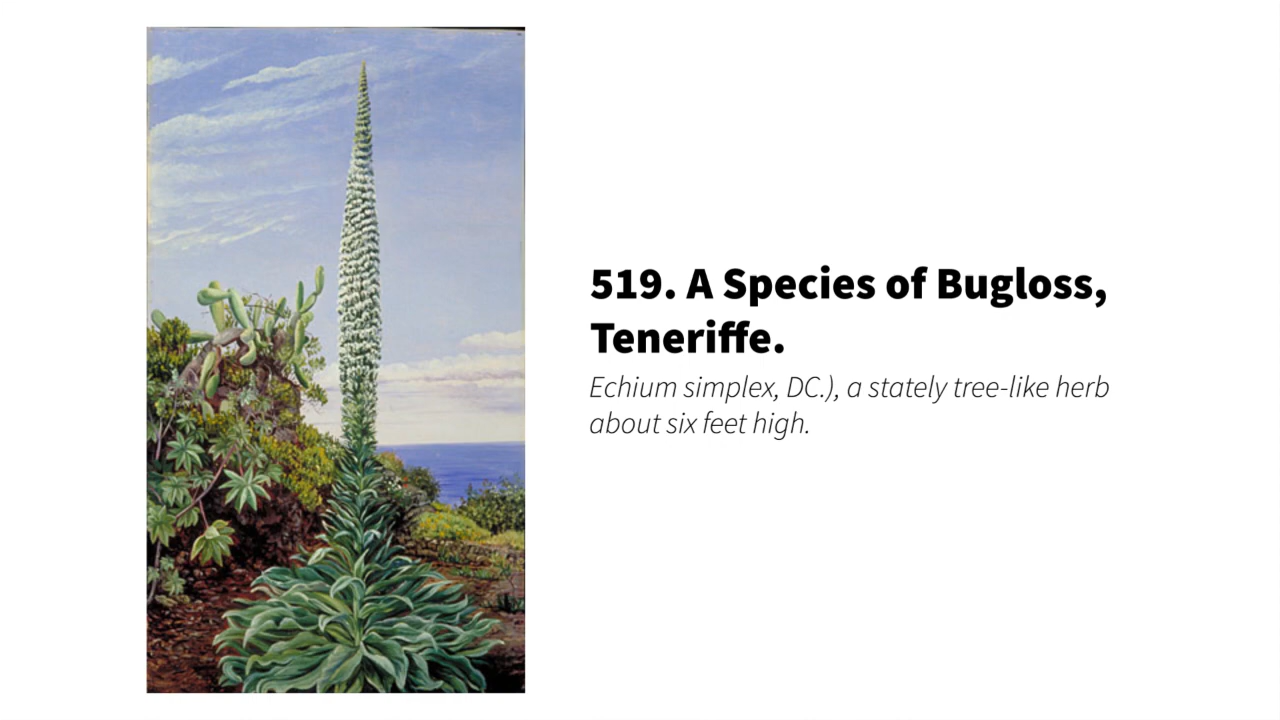 519. A Species of Bugloss,
Teneriffe.
Echium simplex, DC.), a stately tree-like herb
about six feet high.